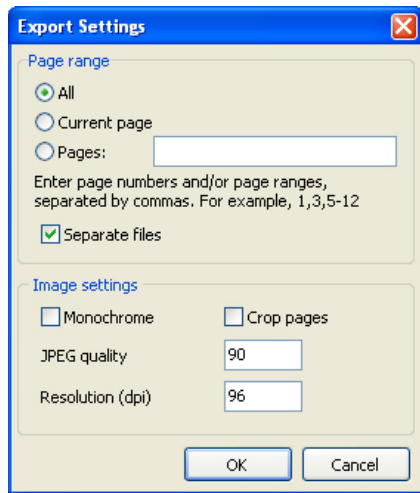 Export Settings
Page range
All
Current page
Pages:
Enter page numbers and/or page ranges,
separated by commas. For example, 1,3,5-12
Separate files
Image settings
Monochrome Crop pages
JPEG quality 90
Resolution (dpi) 96
OK Cancel